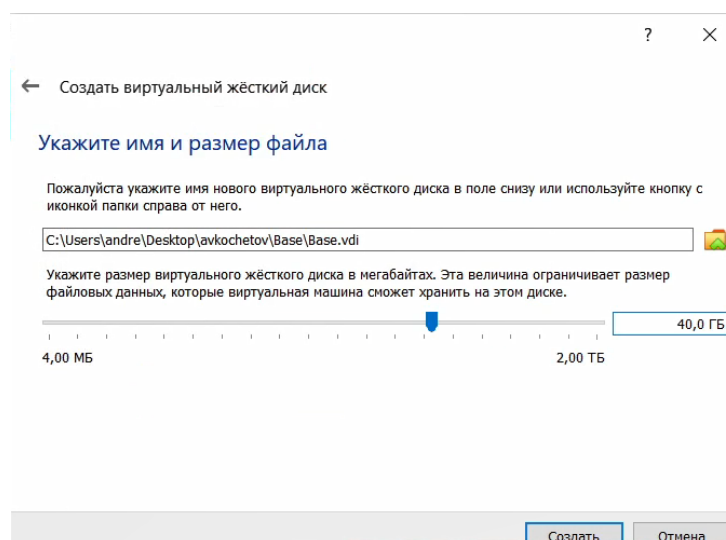 ?
Создать виртуальный жёсткий диск
Укажите имя и размер файла
Пожалуйста укажите имя нового виртуального жёсткого диска в поле снизу или используйте кнопку с
иконкой папки справа от него.
C:\Users\andre\Desktop\avkochetov\Base\Base.vdi
Укажите размер виртуального жёсткого диска в мегабайтах. Эта величина ограничивает размер
файловых данных, которые виртуальная машина сможет хранить на этом диске.
40,0 ГБ
4,00 МБ 2,00 ТБ
Создать Отмена